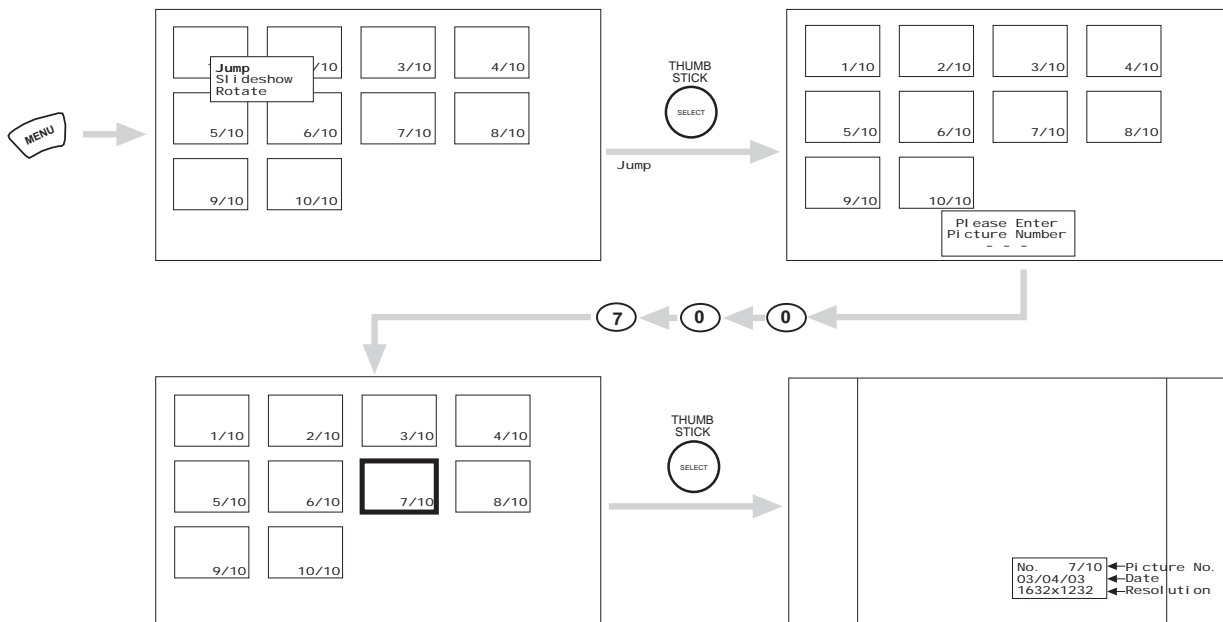 MENU
1/10
3/10
4/10
Jump
Slideshow
Rotate
5/10
6/10
7/10
8/10
9/10
10/10
THUMB
STICK
SELECT
Jump
1/10
2/10
3/10
4/10
5/10
6/10
7/10
8/10
9/10
10/10
Please Enter
Picture Number
- - -
7
0
0
1/10
2/10
3/10
4/10
5/10
6/10
7/10
8/10
9/10
10/10
THUMB
STICK
SELECT
No. 7/10 Picture No.
03/04/03 Date
1632x1232 Resolution